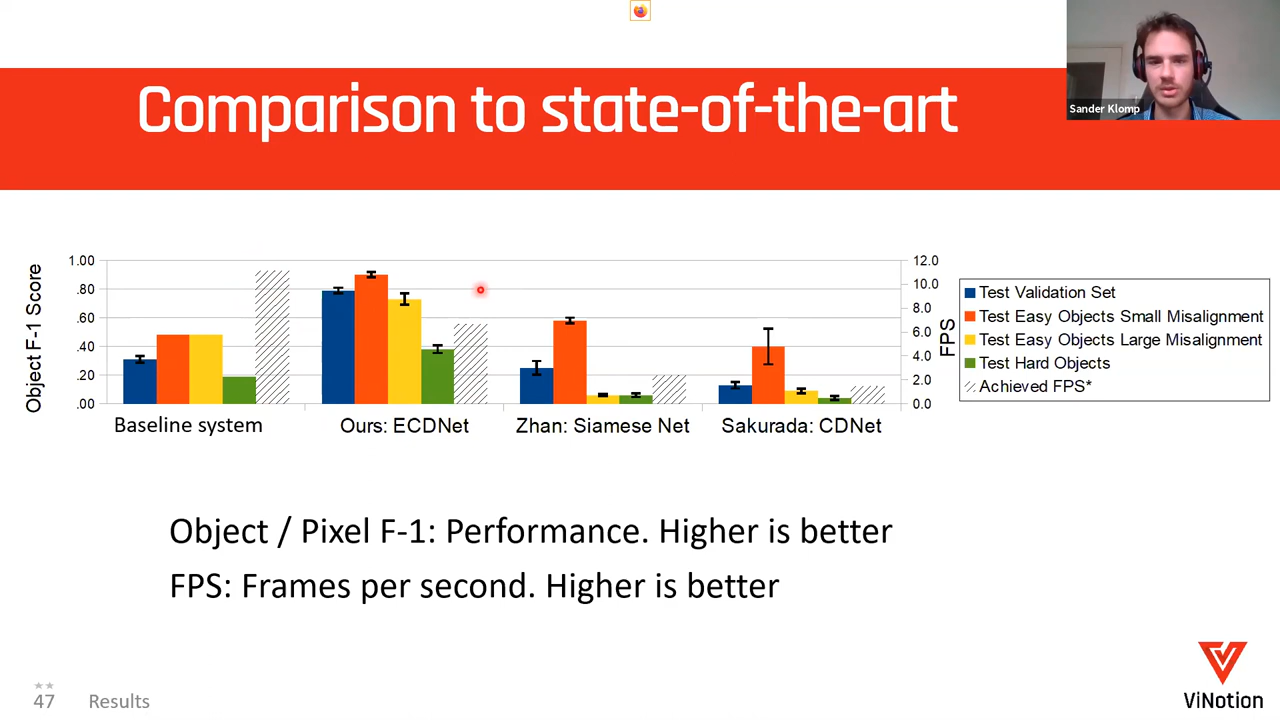 Comparison to state-of-the-art
Sander Klomp
Object F-1 Score
1.00
.80
.60
.40
.20
.00
12.0
10.0
8.0
6.0
4.0
2.0
0.0
FPS
Baseline system
Ours: ECDNet
Zhan: Siamese Net
Sakurada: CDNet
Test Validation Set
Test Easy Objects Small Misalignment
Test Easy Objects Large Misalignment
Test Hard Objects
Achieved FPS*
Object / Pixel F-1: Performance. Higher is better
FPS: Frames per second. Higher is better
47 Results
ViNotion